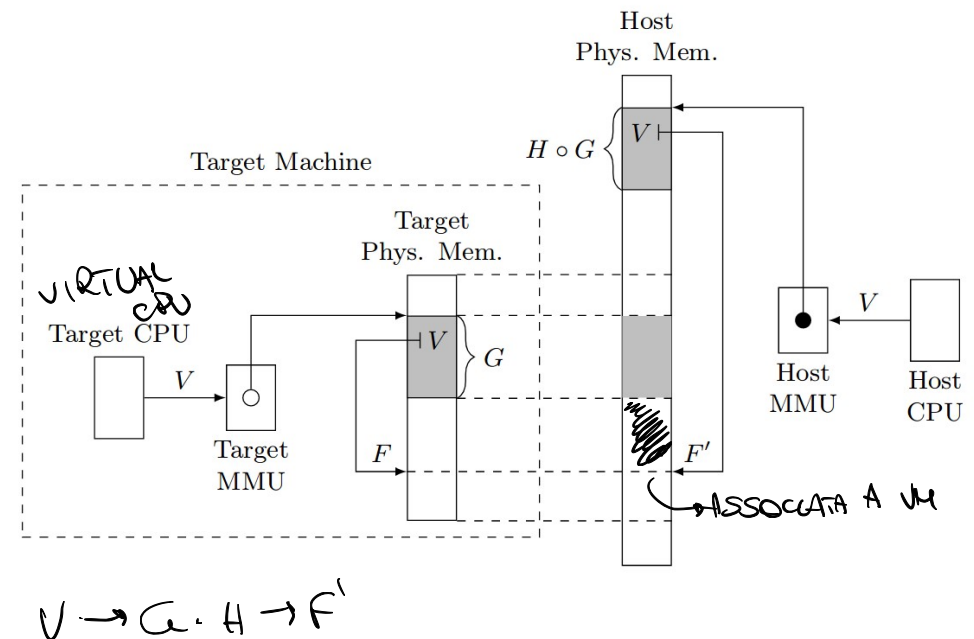 Host
Phys. Mem.
V
H ∘ G
Target Machine
Target
Phys. Mem.
VIRTUAL
CPU
Target CPU
V
V
G
V
Host
MMU
Host
CPU
Target
MMU
F
F′
ASSOCIATA A VM
V → G · H → F'